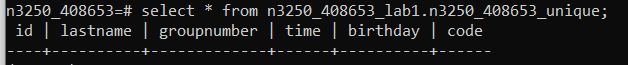 n3250_408653=# select * from n3250_408653_lab1.n3250_408653_unique;
 id | lastname | groupnumber | time | birthday | code
----+----------+-------------+------+----------+------